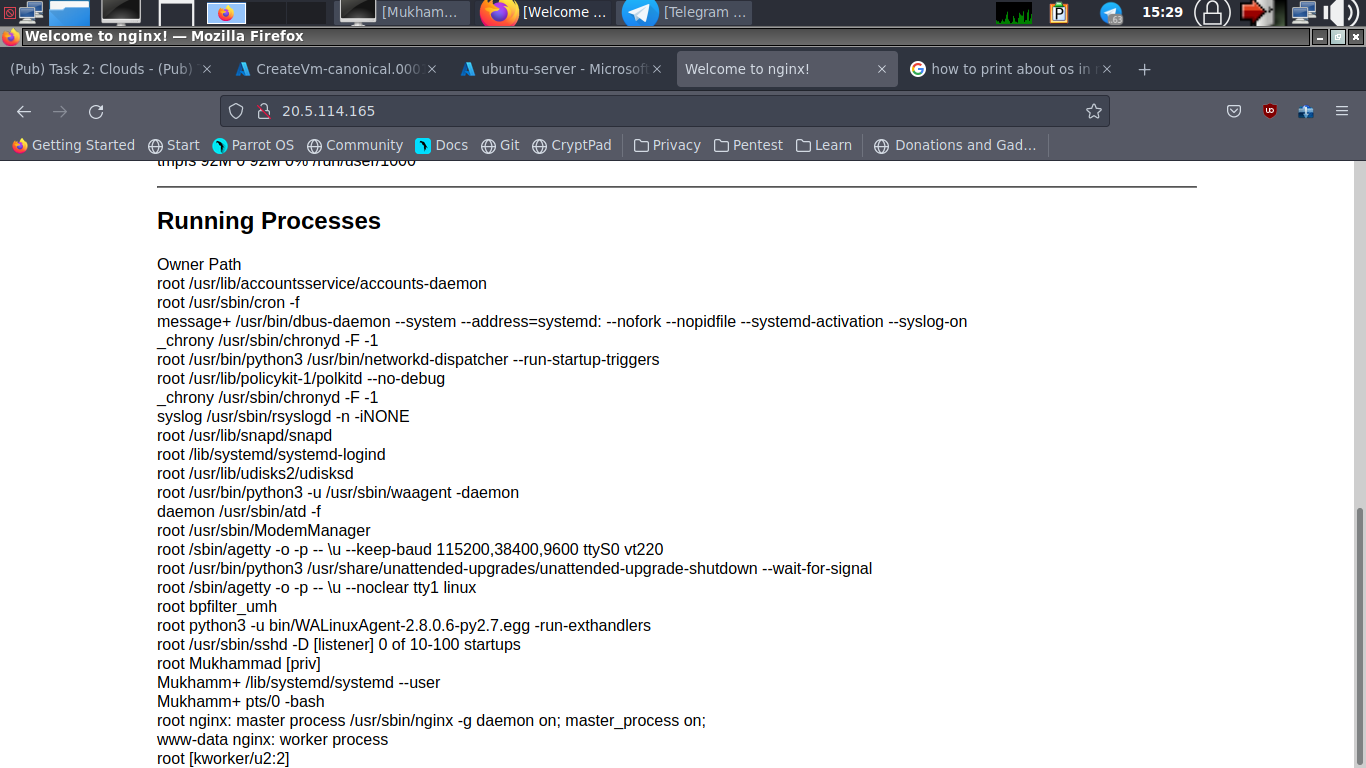 [Mukham...
[Welcome ...
[Telegram ...
63
15:29
Welcome to nginx! — Mozilla Firefox
(Pub) Task 2: Clouds - (Pub)
CreateVm-canonical.000
ubuntu-server - Microsoft
Welcome to nginx!
how to print about os in
20.5.114.165
Getting Started
Start
Parrot OS
Community
Docs
Git
CryptPad
Privacy
Pentest
Learn
Donations and Gad...
tmpfs 92M 0 92M 0% /run/user/1000
Running Processes
Owner Path
root /usr/lib/accountsservice/accounts-daemon
root /usr/sbin/cron -f
message+ /usr/bin/dbus-daemon --system --address=systemd: --nofork --nopidfile --systemd-activation --syslog-on
_chrony /usr/sbin/chronyd -F -1
root /usr/bin/python3 /usr/bin/networkd-dispatcher --run-startup-triggers
root /usr/lib/policykit-1/polkitd --no-debug
_chrony /usr/sbin/chronyd -F -1
syslog /usr/sbin/rsyslogd -n -iNONE
root /usr/lib/snapd/snapd
root /lib/systemd/systemd-logind
root /usr/lib/udisks2/udisksd
root /usr/bin/python3 -u /usr/sbin/waagent -daemon
daemon /usr/sbin/atd -f
root /usr/sbin/ModemManager
root /sbin/agetty -o -p -- \u --keep-baud 115200,38400,9600 ttyS0 vt220
root /usr/bin/python3 /usr/share/unattended-upgrades/unattended-upgrade-shutdown --wait-for-signal
root /sbin/agetty -o -p -- \u --noclear tty1 linux
root bpfilter_umh
root python3 -u bin/WALinuxAgent-2.8.0.6-py2.7.egg -run-exthandlers
root /usr/sbin/sshd -D [listener] 0 of 10-100 startups
root Mukhammad [priv]
Mukhamm+ /lib/systemd/systemd --user
Mukhamm+ pts/0 -bash
root nginx: master process /usr/sbin/nginx -g daemon on; master_process on;
www-data nginx: worker process
root [kworker/u2:2]